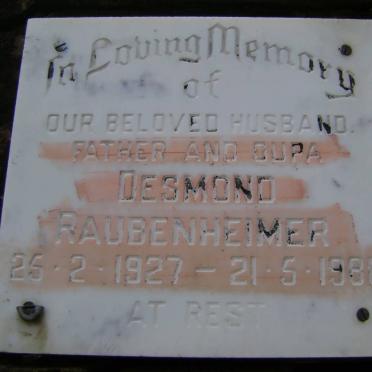 In Loving Memory
of
OUR BELOVED HUSBAND.
FATHER AND OUPA
DESMOND
RAUBENHEIMER
25 · 2 · 1927 – 21 · 5 ·
AT REST